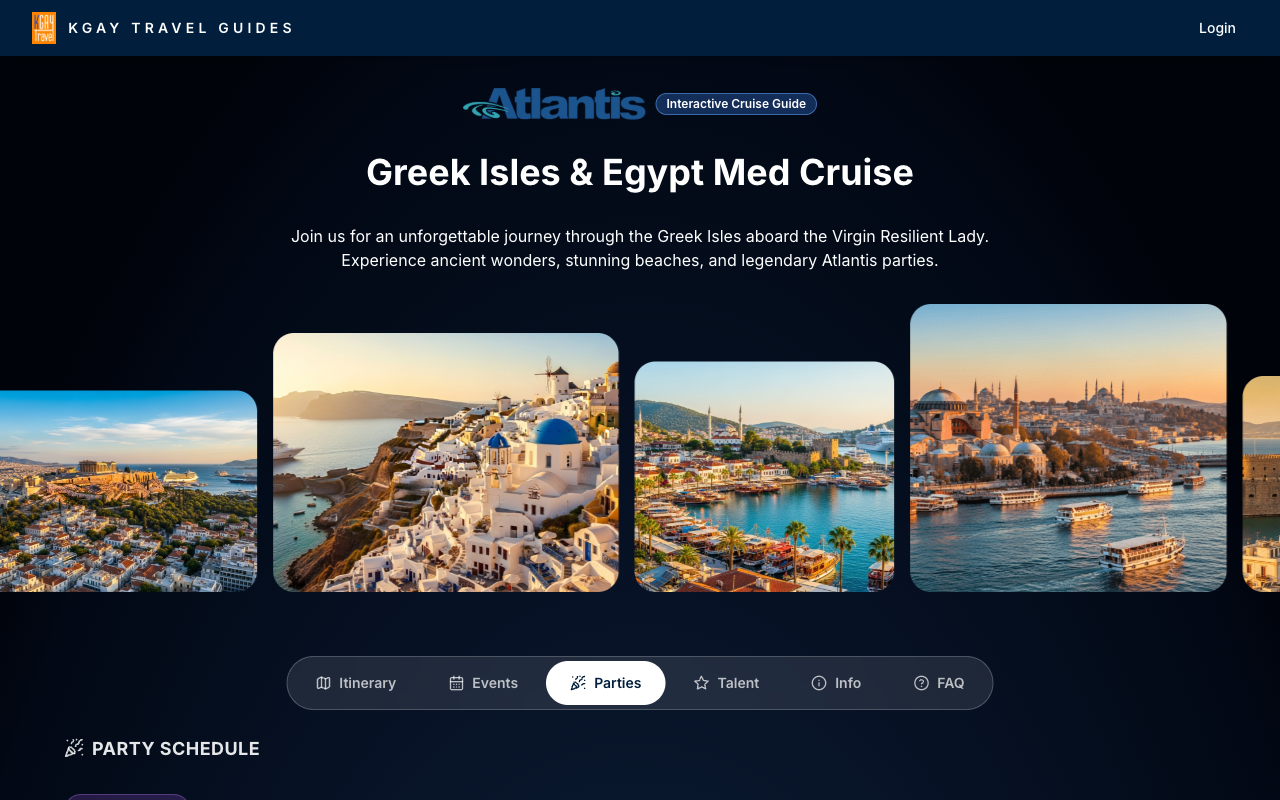 KGAY Travel
KGAY TRAVEL GUIDES
Login
Atlantis
Interactive Cruise Guide
Greek Isles & Egypt Med Cruise
Join us for an unforgettable journey through the Greek Isles aboard the Virgin Resilient Lady.
Experience ancient wonders, stunning beaches, and legendary Atlantis parties.
Itinerary
Events
Parties
Talent
Info
FAQ
PARTY SCHEDULE